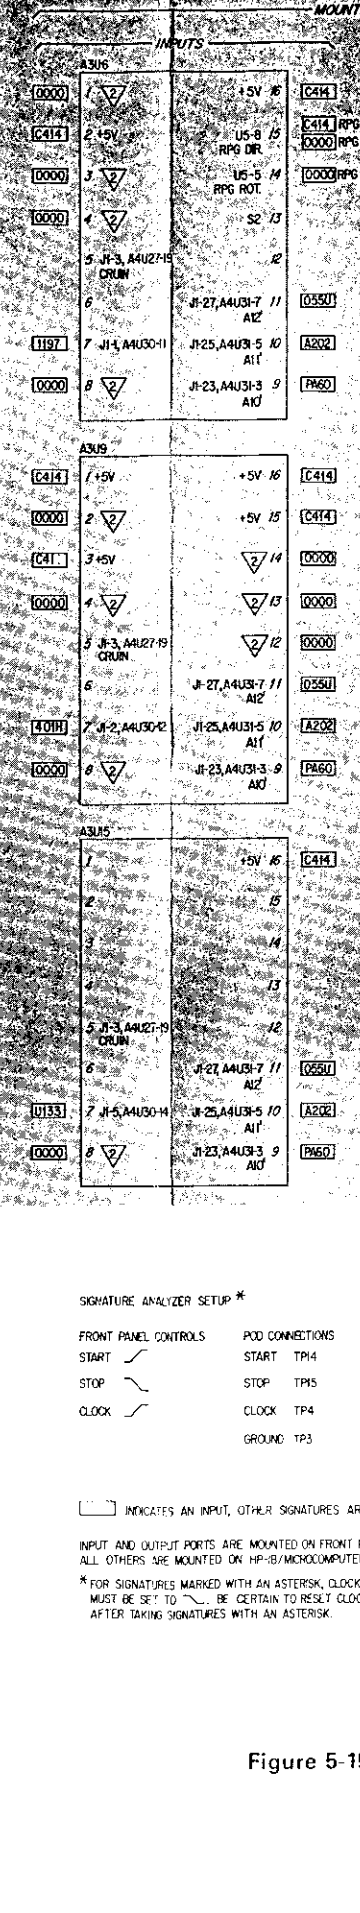 MOUNT
INPUTS
A3U6
0000 1 2 +5V 16 C414
C414 2 +5V U5-8 15 C414 RPG
RPG DIR. 0000 RPG
0000 3 2 U5-5 14 0000 RPG
RPG ROT.
0000 4 2 S2 13
5 J1-3, A4U27-19 12
CRUIN
6 J1-27, A4U31-7 11 055U
A12
1197 7 J1-1, A4U30-11 J1-25, A4U31-5 10 A202
A11
0000 8 2 J1-23, A4U31-3 9 PA60
A10
A3U9
C414 1 +5V +5V 16 C414
0000 2 2 +5V 15 C414
C41 3 +5V 2 14 0000
0000 4 2 2 13 0000
5 J1-3, A4U27-19 2 12 0000
CRUIN
6 J1-27, A4U31-7 11 055U
A12
401H 7 J1-2, A4U30-12 J1-25, A4U31-5 10 A202
A11
0000 8 2 J1-23, A4U31-3 9 PA60
A10
A3U15
1 +5V 16 C414
2 15
3 14
4 13
5 J1-3, A4U27-19 12
CRUIN
6 J1-27, A4U31-7 11 055U
A12
U133 7 J1-5, A4U30-14 J1-25, A4U31-5 10 A202
A11
0000 8 2 J1-23, A4U31-3 9 PA60
A10
SIGNATURE ANALYZER SETUP *
FRONT PANEL CONTROLS POD CONNECTIONS
START START TP14
STOP STOP TP15
CLOCK CLOCK TP4
GROUND TP3
INDICATES AN INPUT, OTHER SIGNATURES AR
INPUT AND OUTPUT PORTS ARE MOUNTED ON FRONT
ALL OTHERS ARE MOUNTED ON HP-IB/MICROCOMPUTE
* FOR SIGNATURES MARKED WITH AN ASTERISK, CLOCK
MUST BE SET TO BE CERTAIN TO RESET CLOC
AFTER TAKING SIGNATURES WITH AN ASTERISK.
Figure 5-15